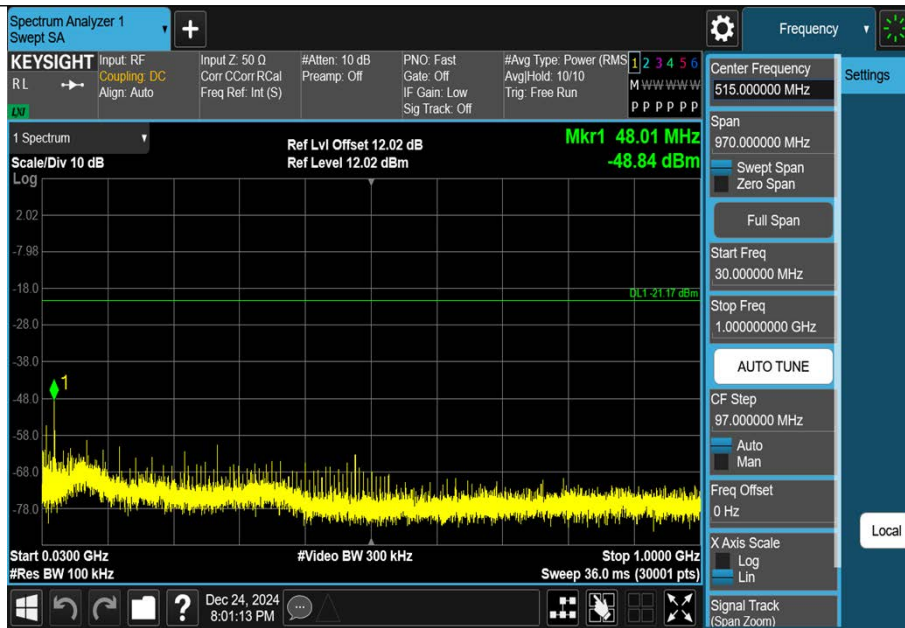 Spectrum Analyzer 1
Swept SA
+
Frequency
KEYSIGHT
RL
LXI
Input: RF
Coupling: DC
Align: Auto
Input Z: 50 Ω
Corr CCorr RCal
Freq Ref: Int (S)
#Atten: 10 dB
Preamp: Off
PNO: Fast
Gate: Off
IF Gain: Low
Sig Track: Off
#Avg Type: Power (RMS
Avg|Hold: 10/10
Trig: Free Run
1 2 3 4 5 6
M W W W W W
P P P P P P
1 Spectrum
Scale/Div 10 dB
Log
Ref Lvl Offset 12.02 dB
Ref Level 12.02 dBm
Mkr1 48.01 MHz
-48.84 dBm
2.02
-7.98
-18.0
DL1 -21.17 dBm
-28.0
-38.0
1
-48.0
-58.0
-68.0
-78.0
Start 0.0300 GHz
#Res BW 100 kHz
#Video BW 300 kHz
Stop 1.0000 GHz
Sweep 36.0 ms (30001 pts)
?
Dec 24, 2024
8:01:13 PM
Settings
Center Frequency
515.000000 MHz
Span
970.000000 MHz
Swept Span
Zero Span
Full Span
Start Freq
30.000000 MHz
Stop Freq
1.000000000 GHz
AUTO TUNE
CF Step
97.000000 MHz
Auto
Man
Freq Offset
0 Hz
X Axis Scale
Log
Lin
Signal Track
(Span Zoom)
Local